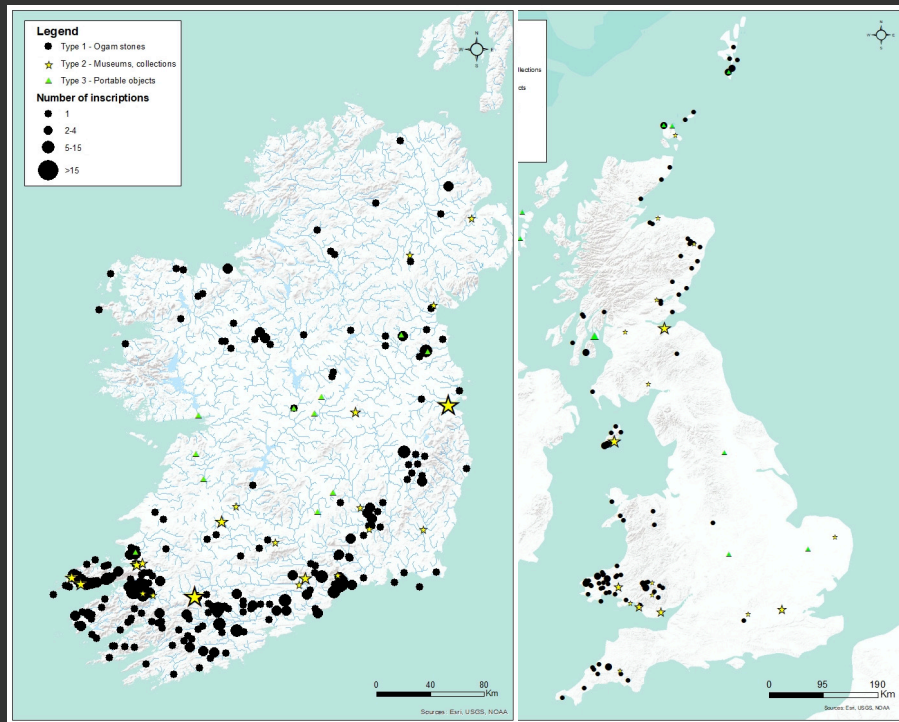 Legend
Type 1 - Ogam stones
Type 2 - Museums, collections
Type 3 - Portable objects
Number of inscriptions
1
2-4
5-15
>15
N
W
E
S
0 40 80
Km
Sources: Esri, USGS, NOAA
llections
cts
N
W
E
S
0 95 190
Km
Sources: Esri, USGS, NOAA